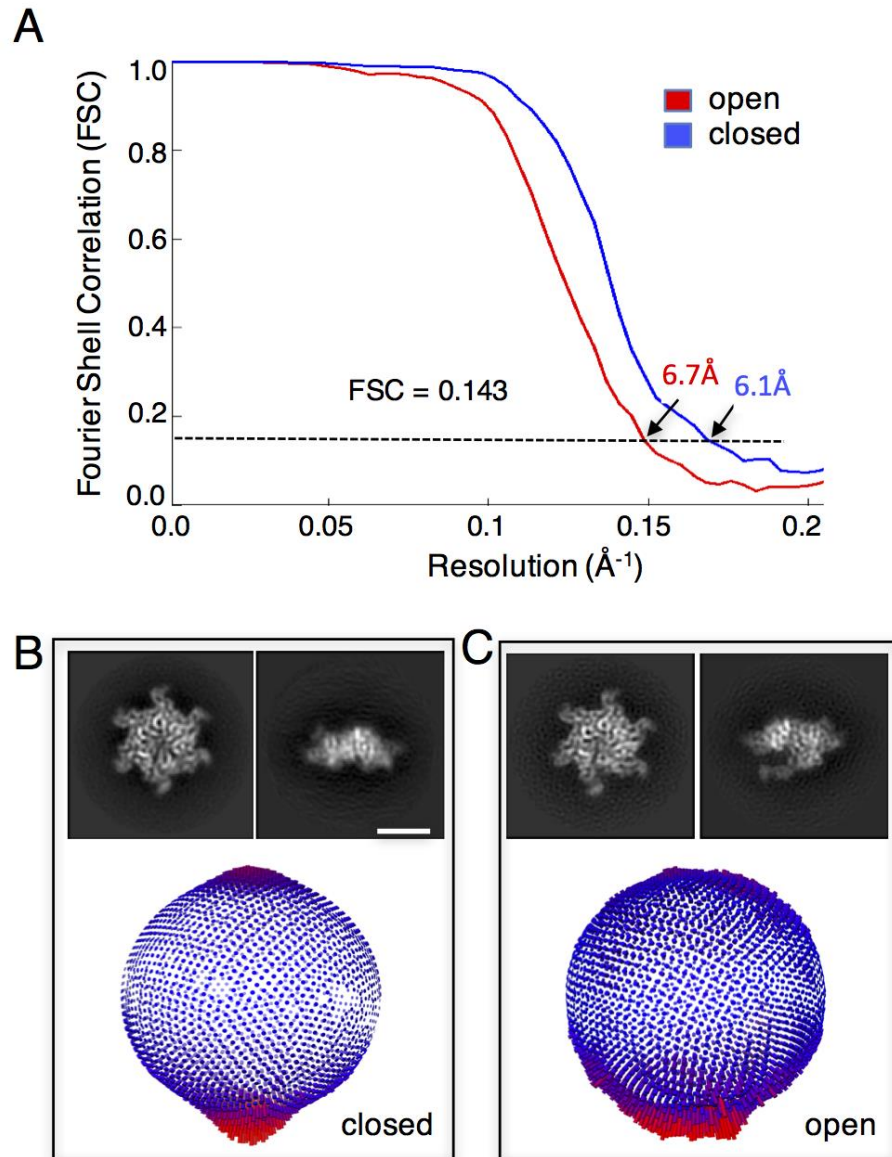 A
Fourier Shell Correlation (FSC)
1.0
0.8
0.6
0.4
0.2
0.0
open
closed
FSC = 0.143
6.7Å
6.1Å
0.0
0.05
0.1
0.15
0.2
Resolution (Å⁻¹)
B
closed
C
open